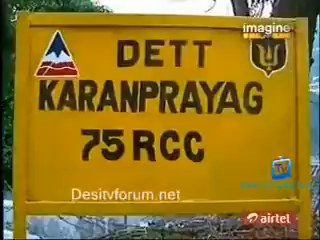 imagine
DETT
KARANPRAYAG
75 RCC
Desitvforum.net
airtel